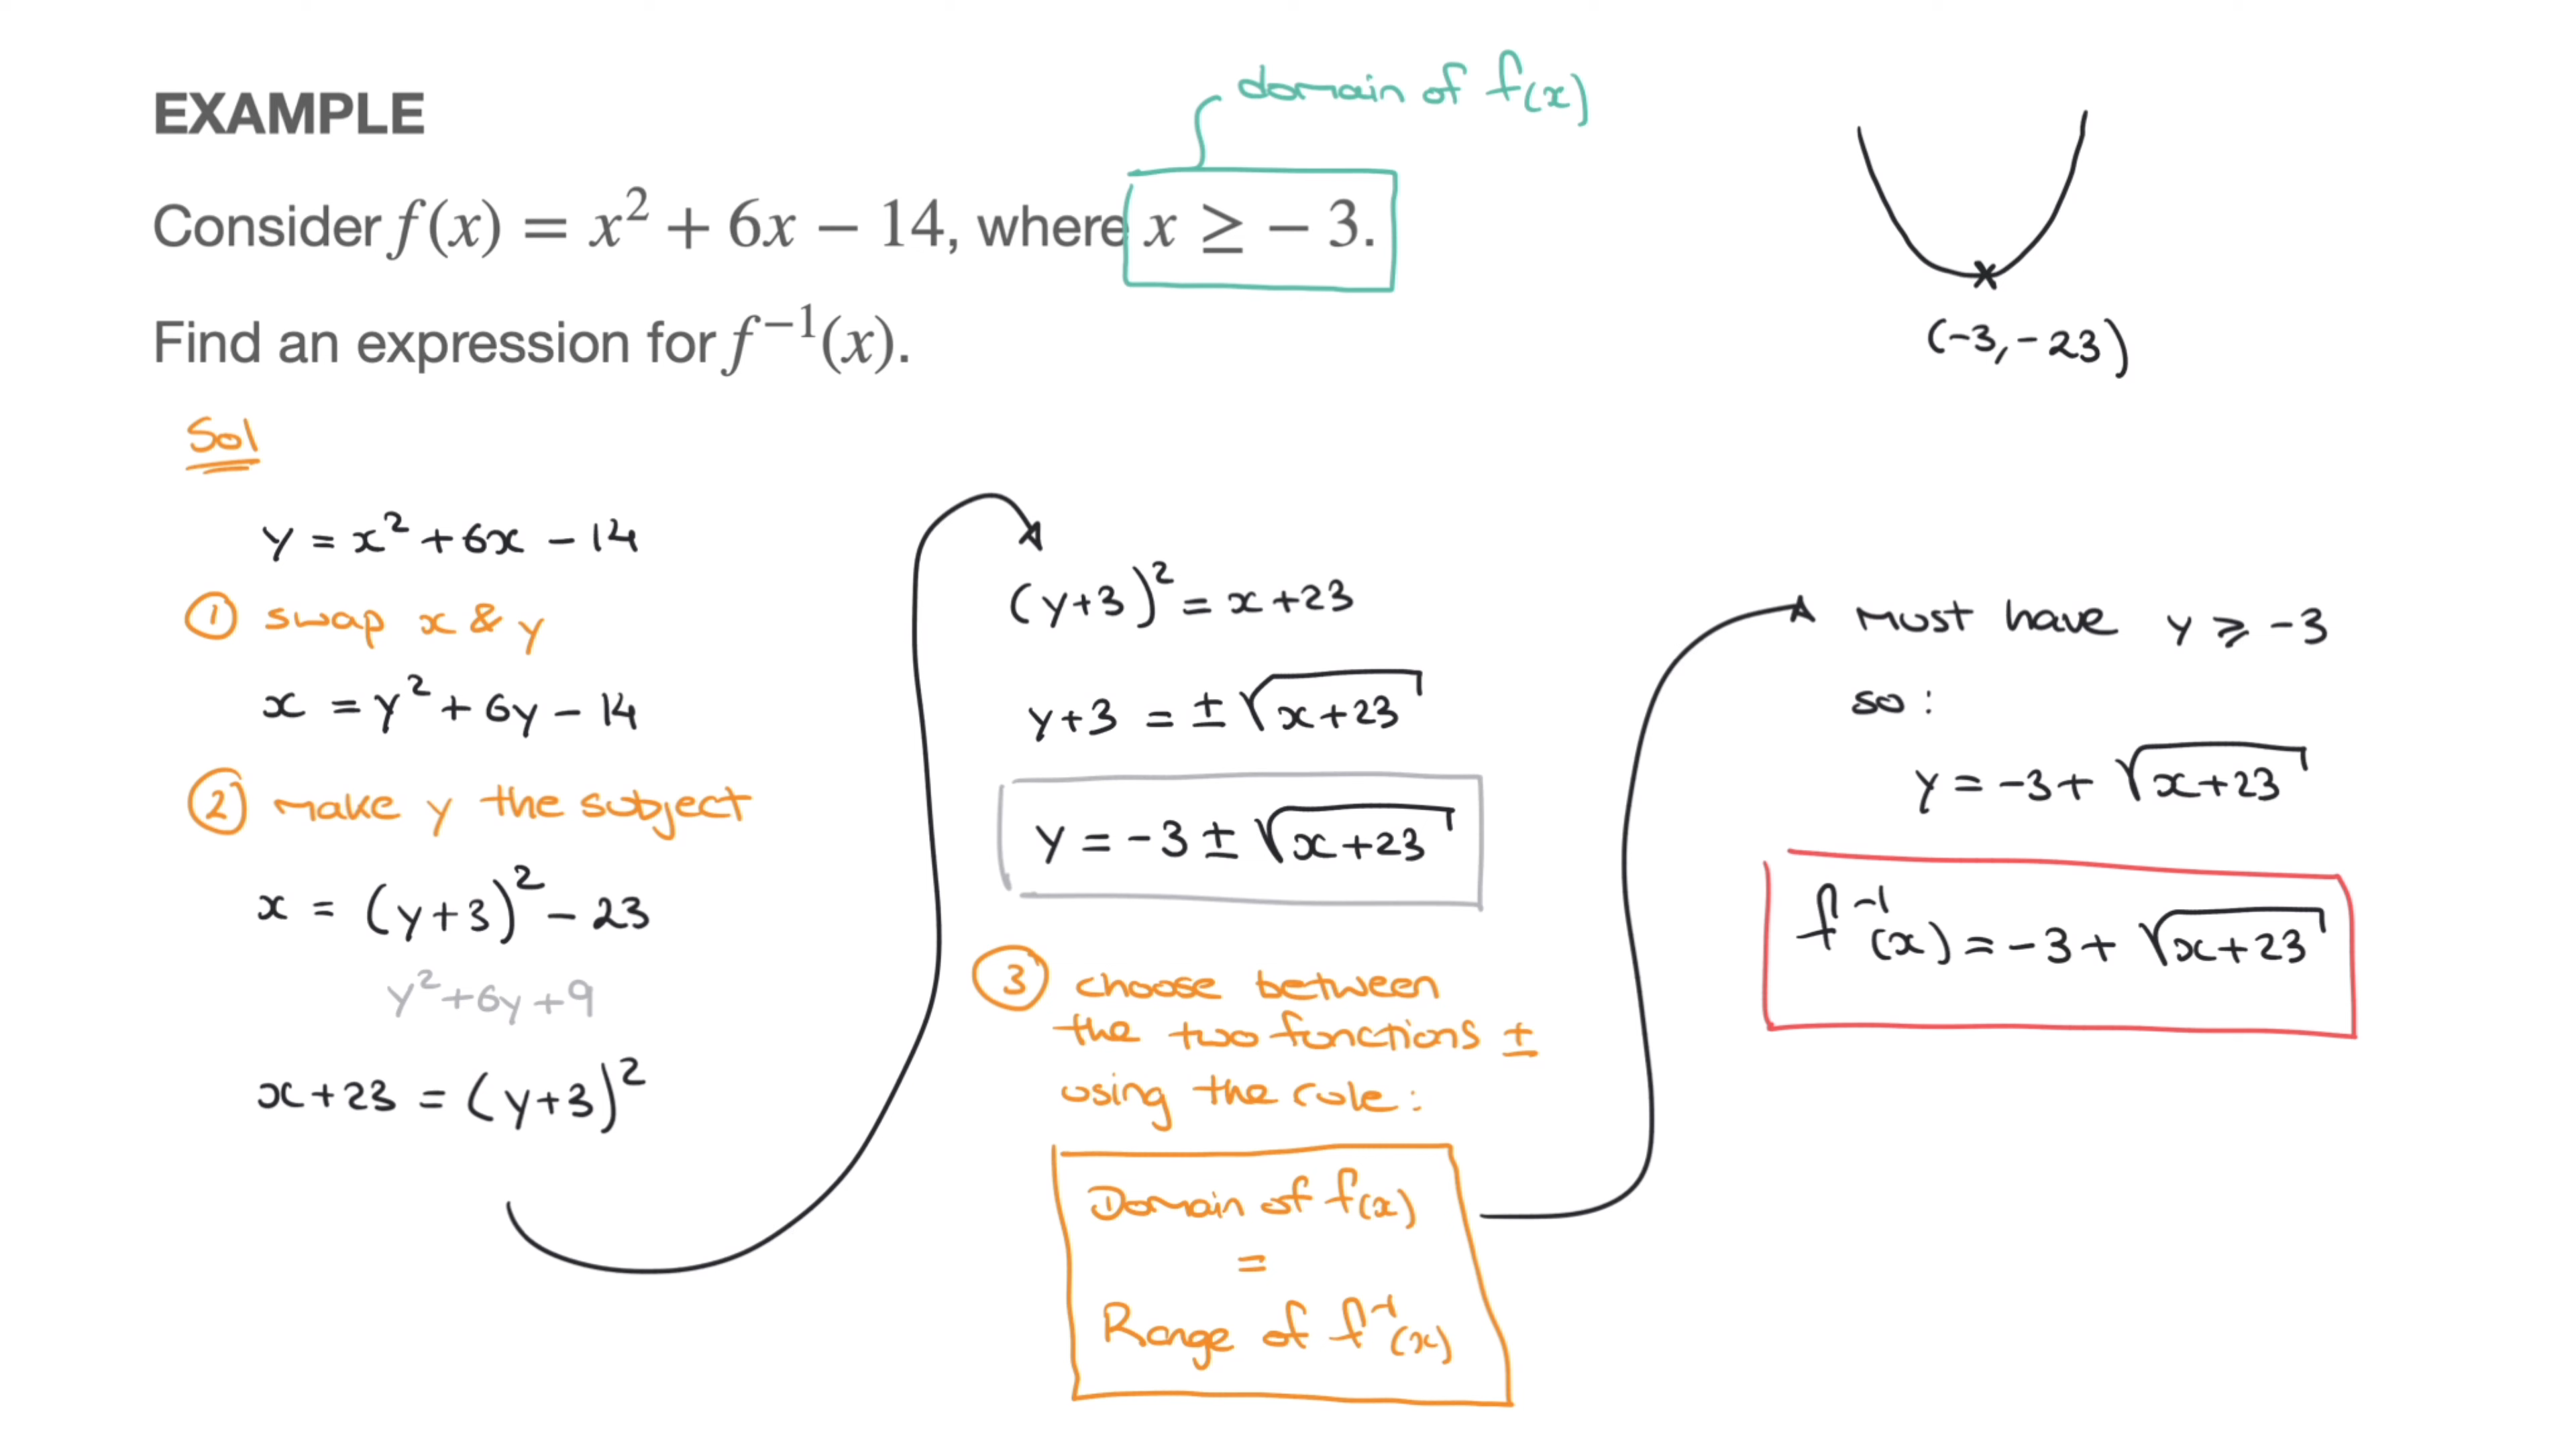 EXAMPLE
domain of f(x)
Consider f(x) = x² + 6x − 14, where x ≥ − 3.
Find an expression for f⁻¹(x).
(-3, -23)
Sol
y = x² + 6x - 14
① swap x & y
x = y² + 6y - 14
② make y the subject
x = (y+3)² - 23
y² + 6y + 9
x + 23 = (y+3)²
(y+3)² = x + 23
y+3 = ± √x+23
y = -3 ± √x+23
③ choose between
the two functions ±
using the rule:
Domain of f(x)
=
Range of f⁻¹(x)
must have y ≥ -3
so:
y = -3 + √x+23
f⁻¹(x) = -3 + √x+23